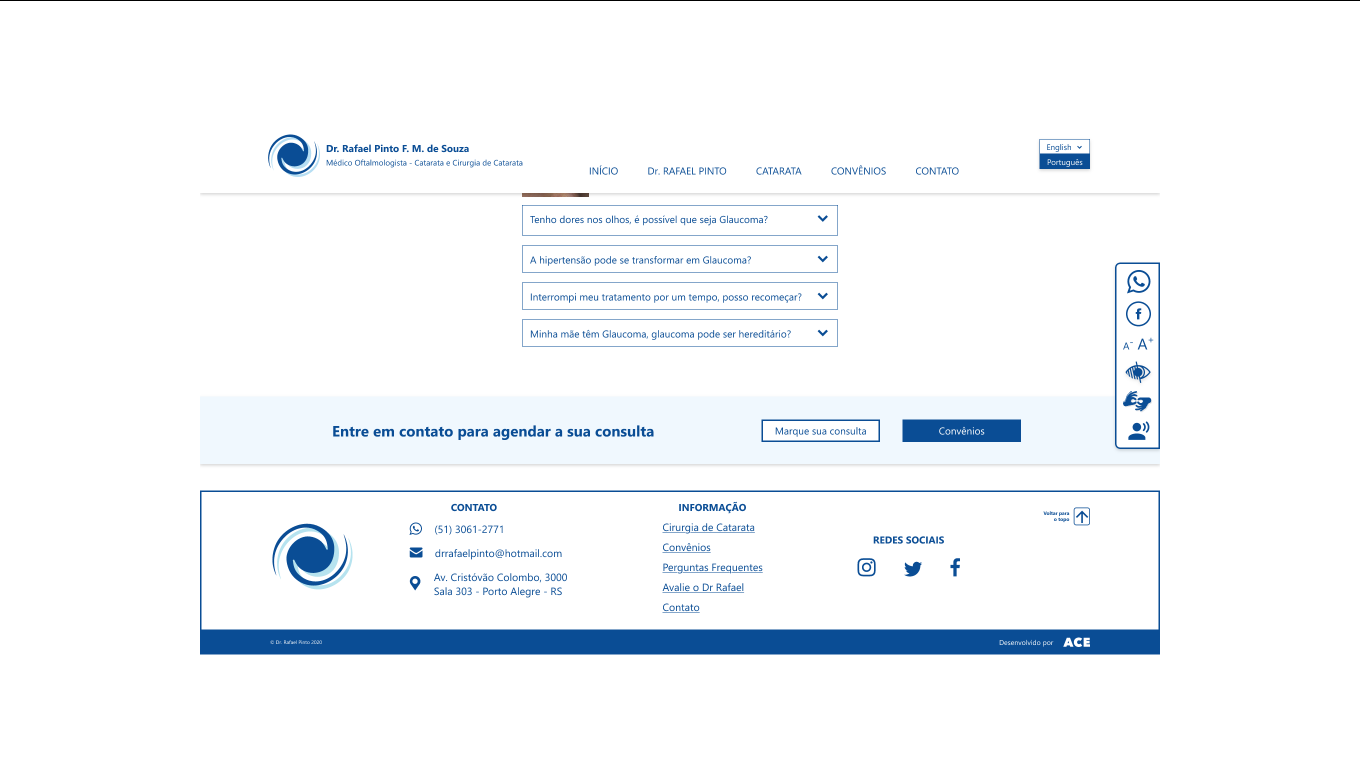 Dr. Rafael Pinto F. M. de Souza
Médico Oftalmologista - Catarata e Cirurgia de Catarata
INÍCIO
Dr. RAFAEL PINTO
CATARATA
CONVÊNIOS
CONTATO
English
Português
Tenho dores nos olhos, é possível que seja Glaucoma?
A hipertensão pode se transformar em Glaucoma?
Interrompi meu tratamento por um tempo, posso recomeçar?
Minha mãe têm Glaucoma, glaucoma pode ser hereditário?
A- A+
Entre em contato para agendar a sua consulta
Marque sua consulta
Convênios
CONTATO
(51) 3061-2771
drrafaelpinto@hotmail.com
Av. Cristóvão Colombo, 3000
Sala 303 - Porto Alegre - RS
INFORMAÇÃO
Cirurgia de Catarata
Convênios
Perguntas Frequentes
Avalie o Dr Rafael
Contato
REDES SOCIAIS
Voltar para
o topo
© Dr. Rafael Pinto 2020
Desenvolvido por ACE